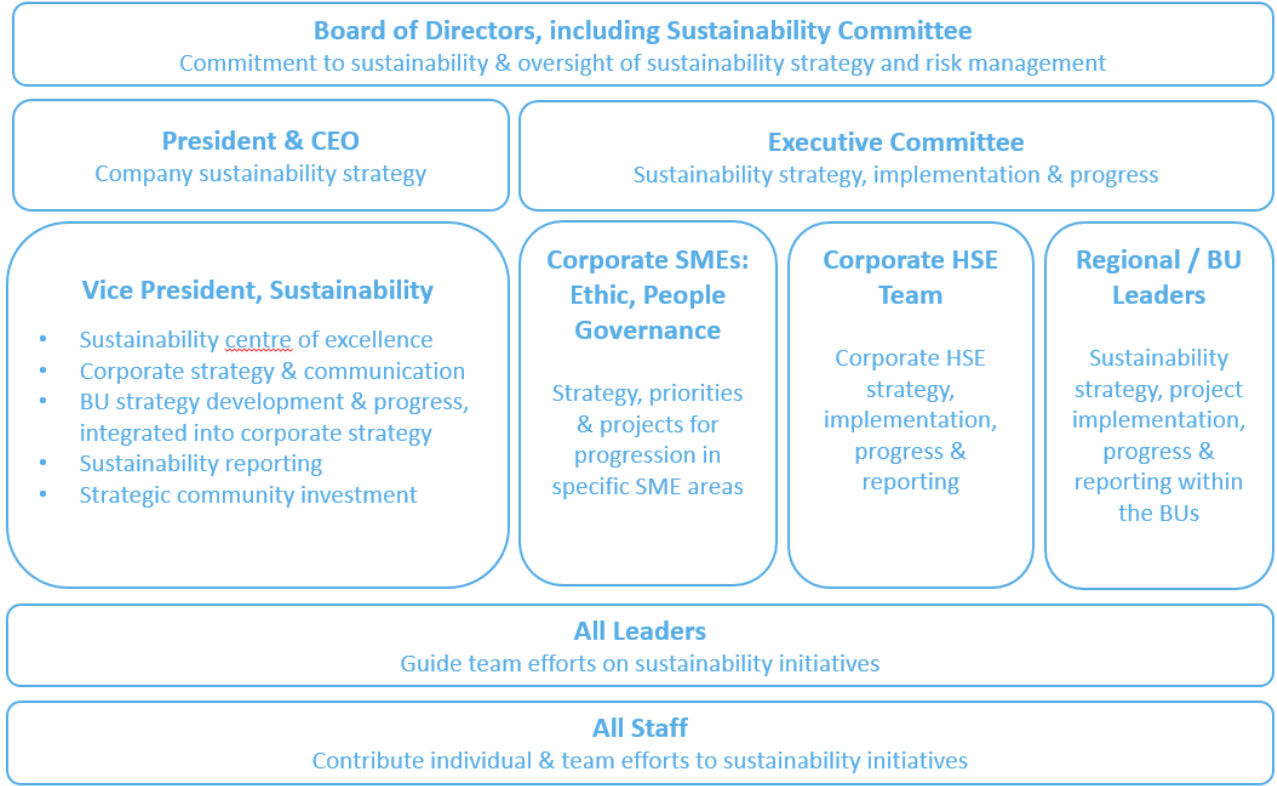 Board of Directors, including Sustainability Committee
Commitment to sustainability & oversight of sustainability strategy and risk management
President & CEO
Company sustainability strategy
Executive Committee
Sustainability strategy, implementation & progress
Vice President, Sustainability
• Sustainability centre of excellence
• Corporate strategy & communication
• BU strategy development & progress,
integrated into corporate strategy
• Sustainability reporting
• Strategic community investment
Corporate SMEs:
Ethic, People
Governance
Strategy, priorities
& projects for
progression in
specific SME areas
Corporate HSE
Team
Corporate HSE
strategy,
implementation,
progress &
reporting
Regional / BU
Leaders
Sustainability
strategy, project
implementation,
progress &
reporting within
the BUs
All Leaders
Guide team efforts on sustainability initiatives
All Staff
Contribute individual & team efforts to sustainability initiatives